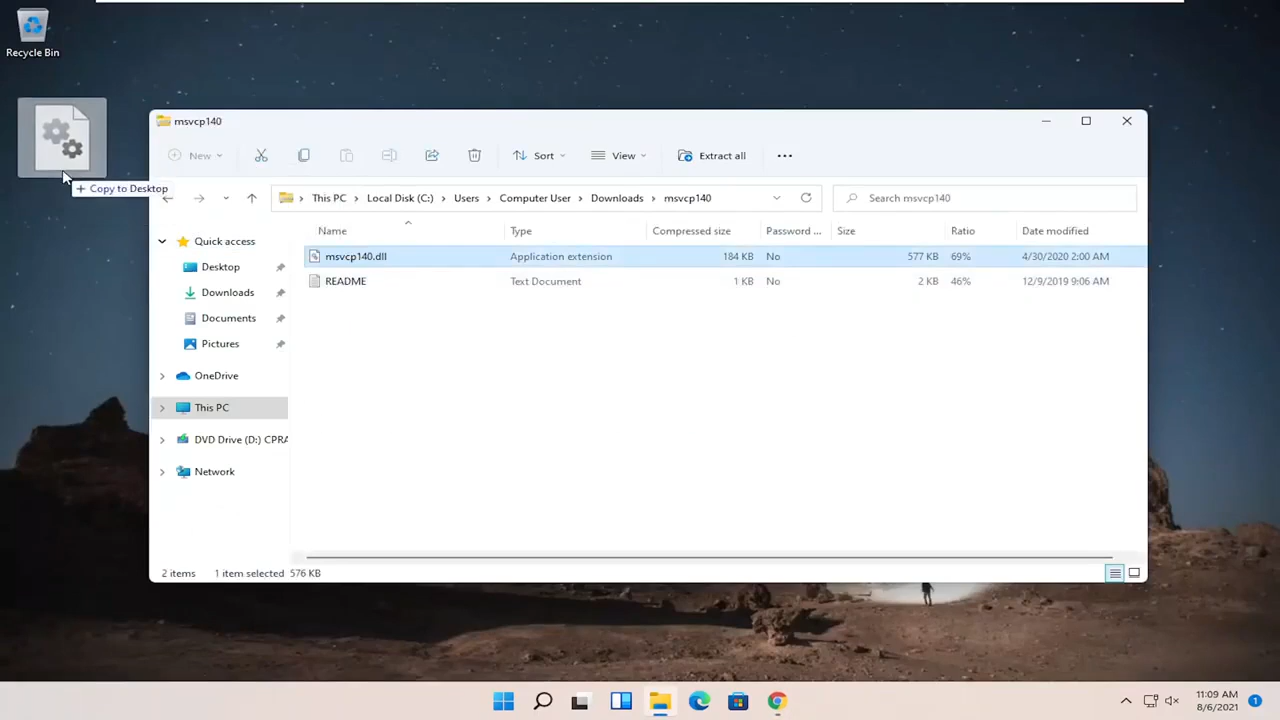 Recycle Bin
Copy to Desktop
msvcp140
New
Sort
View
Extract all
This PC
Local Disk (C:)
Users
Computer User
Downloads
msvcp140
Search msvcp140
Name
Type
Compressed size
Password ...
Size
Ratio
Date modified
msvcp140.dll Application extension 184 KB No 577 KB 69% 4/30/2020 2:00 AM
README Text Document 1 KB No 2 KB 46% 12/9/2019 9:06 AM
Quick access
Desktop
Downloads
Documents
Pictures
OneDrive
This PC
DVD Drive (D:) CPRA
Network
2 items 1 item selected 576 KB
11:09 AM
8/6/2021
1